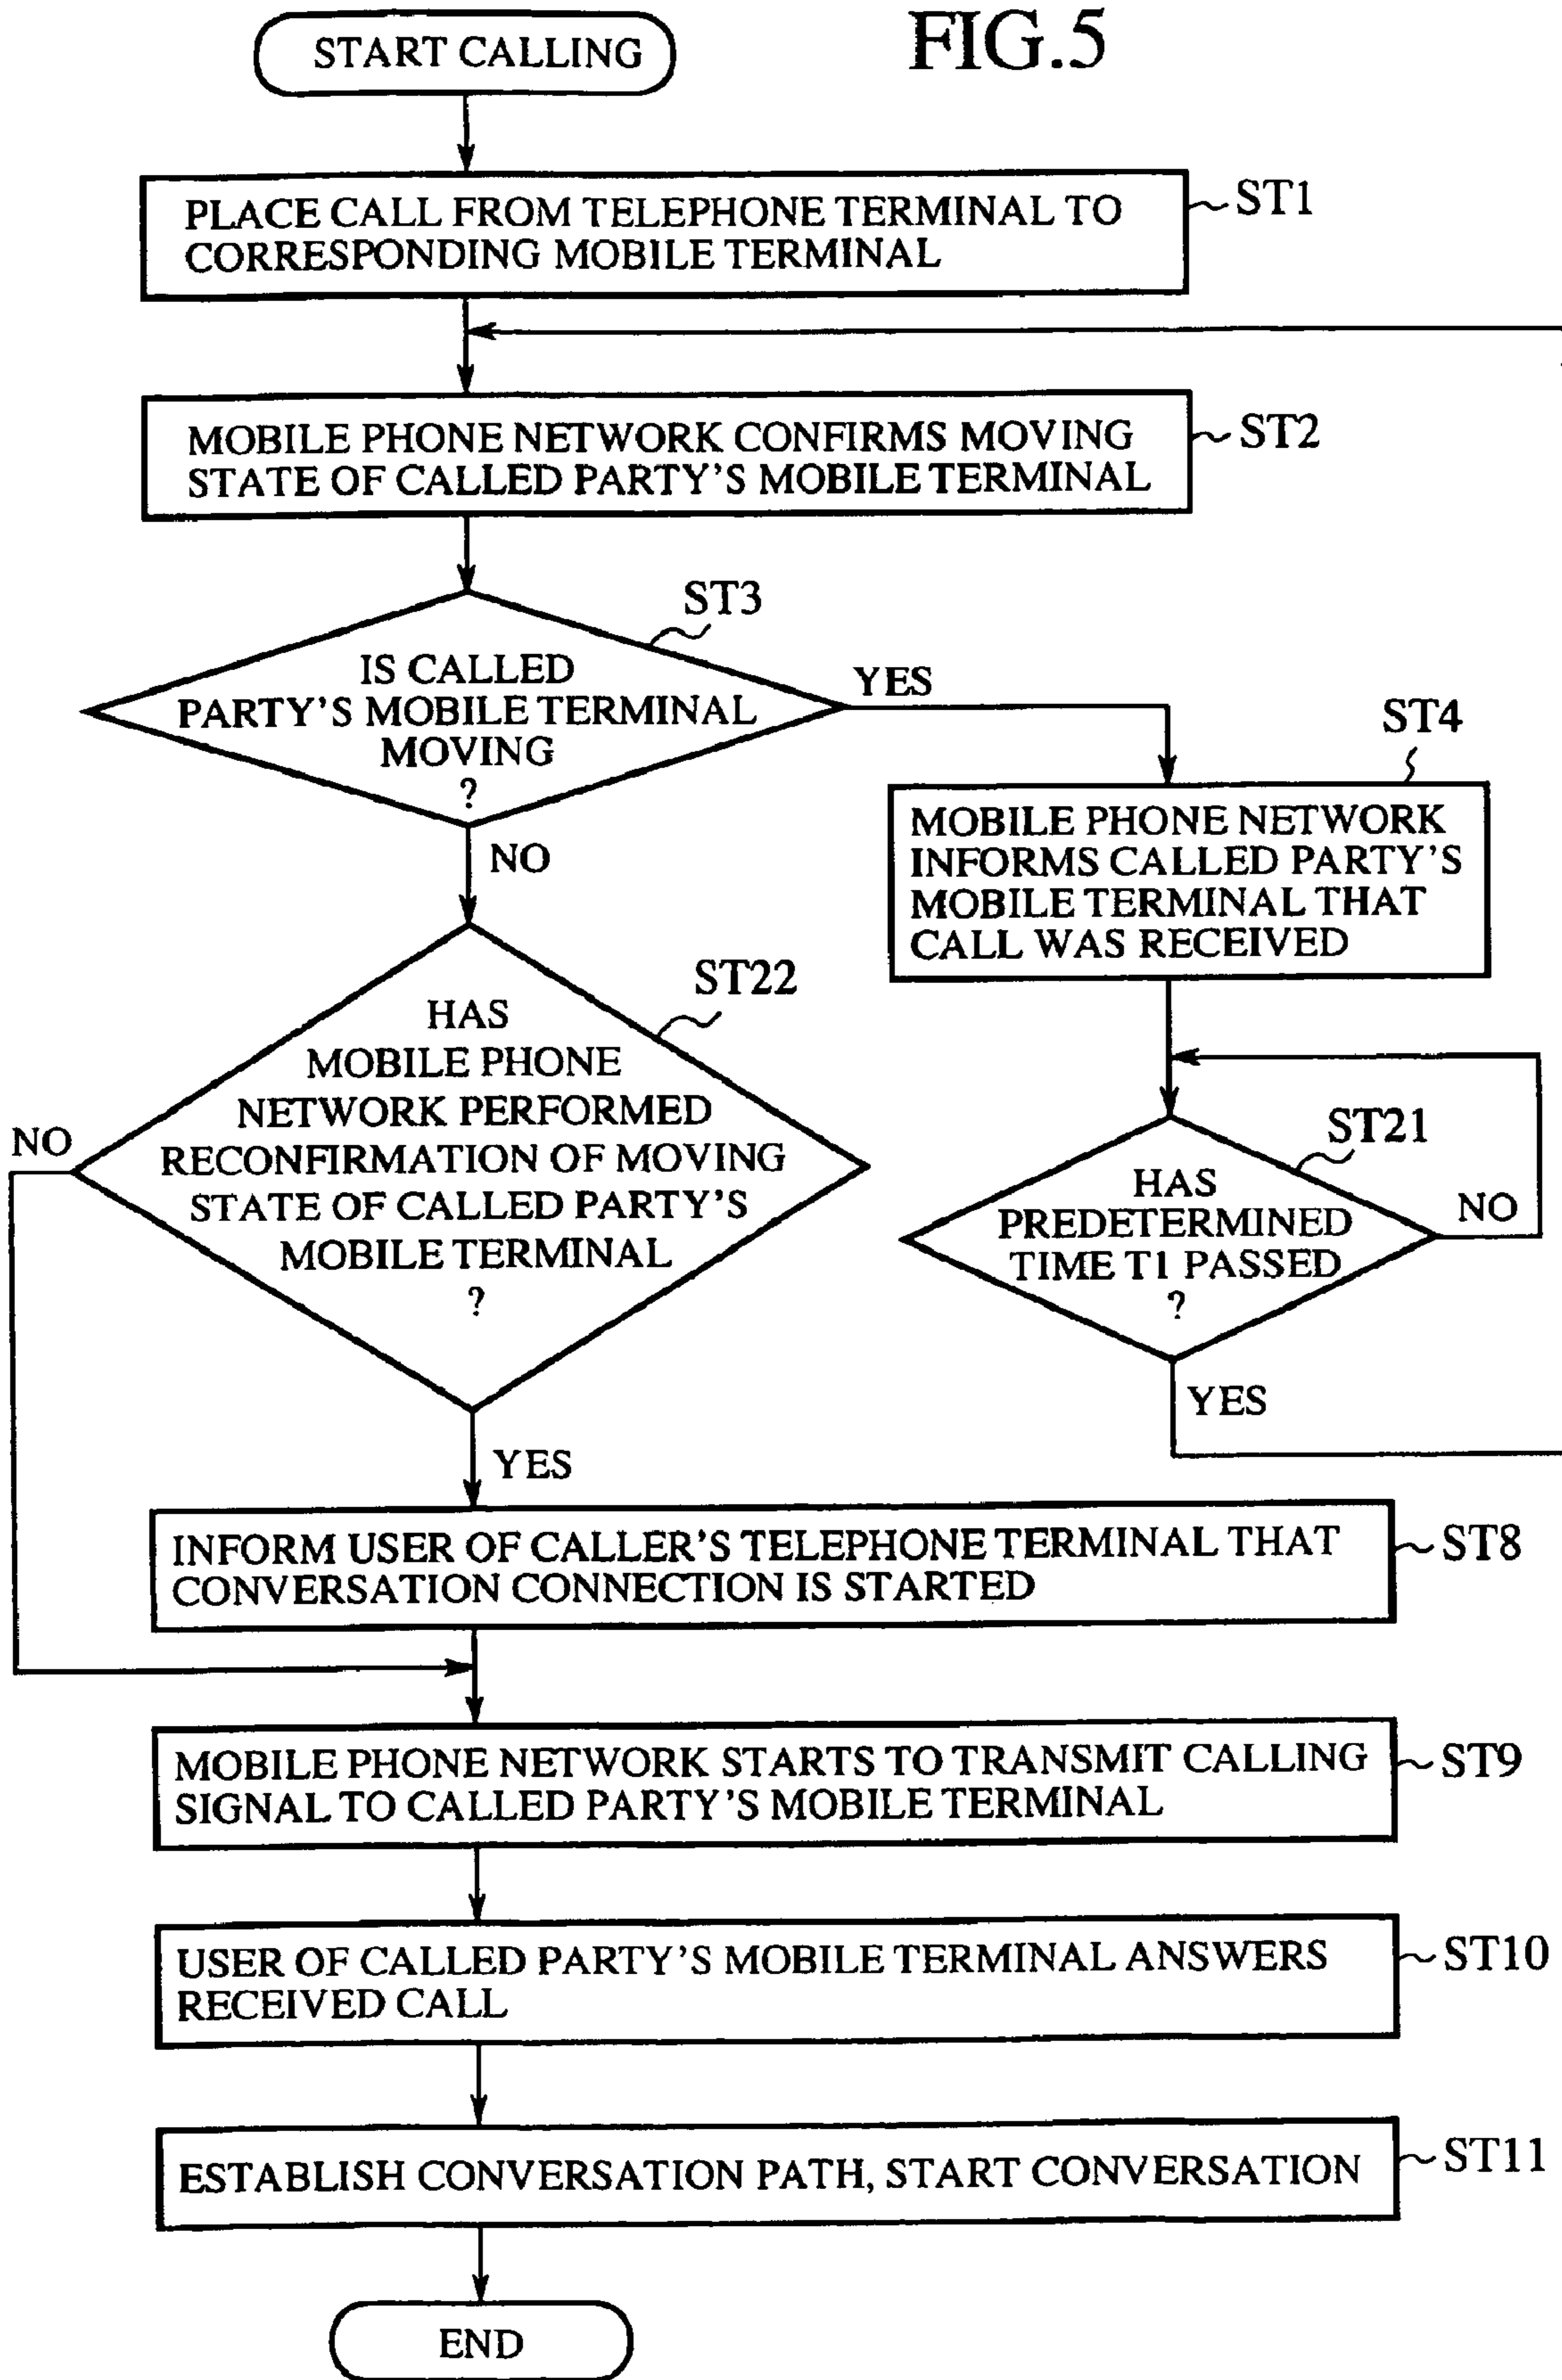 FIG.5
START CALLING
PLACE CALL FROM TELEPHONE TERMINAL TO
CORRESPONDING MOBILE TERMINAL
ST1
MOBILE PHONE NETWORK CONFIRMS MOVING
STATE OF CALLED PARTY'S MOBILE TERMINAL
ST2
ST3
IS CALLED
PARTY'S MOBILE TERMINAL
MOVING
?
YES
NO
ST4
MOBILE PHONE NETWORK
INFORMS CALLED PARTY'S
MOBILE TERMINAL THAT
CALL WAS RECEIVED
ST22
HAS
MOBILE PHONE
NETWORK PERFORMED
RECONFIRMATION OF MOVING
STATE OF CALLED PARTY'S
MOBILE TERMINAL
?
NO
YES
ST21
HAS
PREDETERMINED
TIME T1 PASSED
?
NO
YES
INFORM USER OF CALLER'S TELEPHONE TERMINAL THAT
CONVERSATION CONNECTION IS STARTED
ST8
MOBILE PHONE NETWORK STARTS TO TRANSMIT CALLING
SIGNAL TO CALLED PARTY'S MOBILE TERMINAL
ST9
USER OF CALLED PARTY'S MOBILE TERMINAL ANSWERS
RECEIVED CALL
ST10
ESTABLISH CONVERSATION PATH, START CONVERSATION
ST11
END